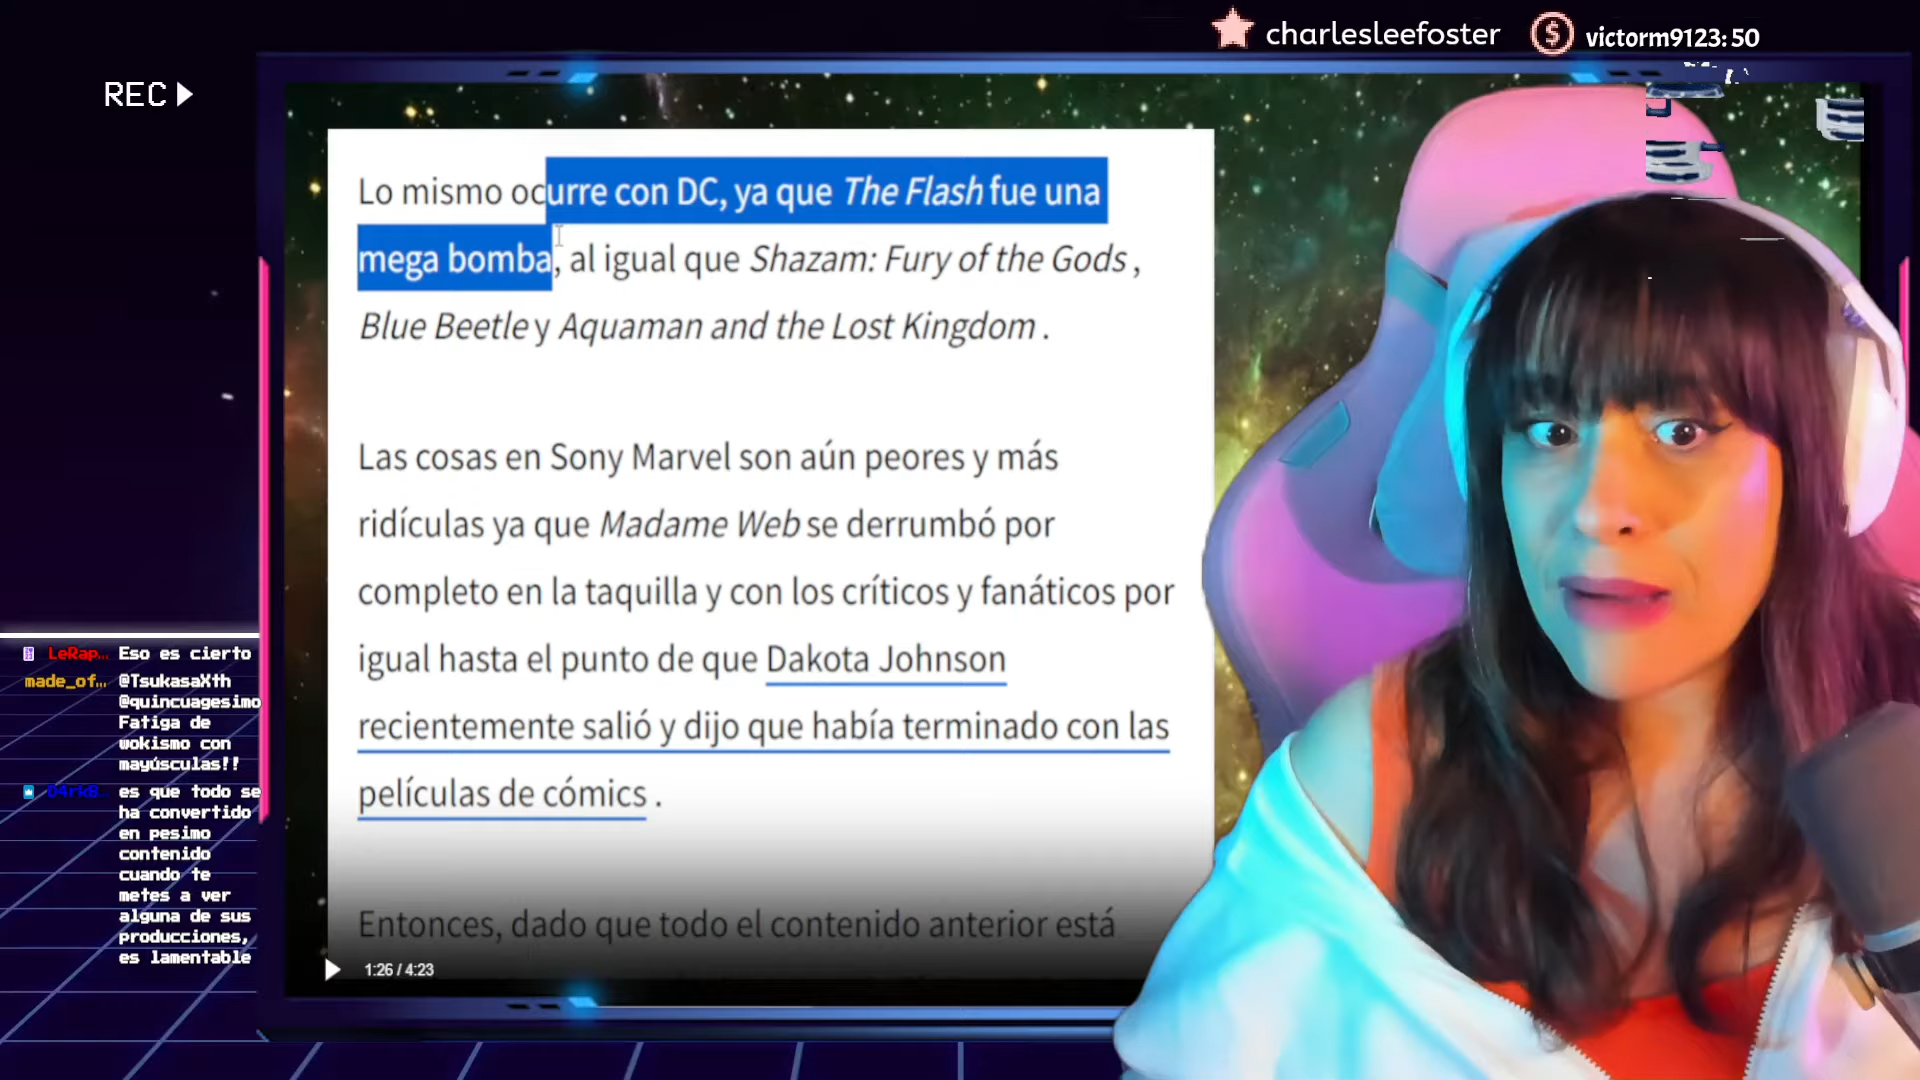 charlesleefoster
victorm9123: 50
REC
Lo mismo ocurre con DC, ya que The Flash fue una
mega bomba, al igual que Shazam: Fury of the Gods ,
Blue Beetle y Aquaman and the Lost Kingdom .
Las cosas en Sony Marvel son aún peores y más
ridículas ya que Madame Web se derrumbó por
completo en la taquilla y con los críticos y fanáticos por
igual hasta el punto de que Dakota Johnson
recientemente salió y dijo que había terminado con las
películas de cómics .
Entonces, dado que todo el contenido anterior está
1:26 / 4:23
LeRap... Eso es cierto
made_of... @TsukasaXth
@quincuagesimo
Fatiga de
wokismo con
mayúsculas!!
D4rkB... es que todo se
ha convertido
en pesimo
contenido
cuando te
metes a ver
alguna de sus
producciones,
es lamentable